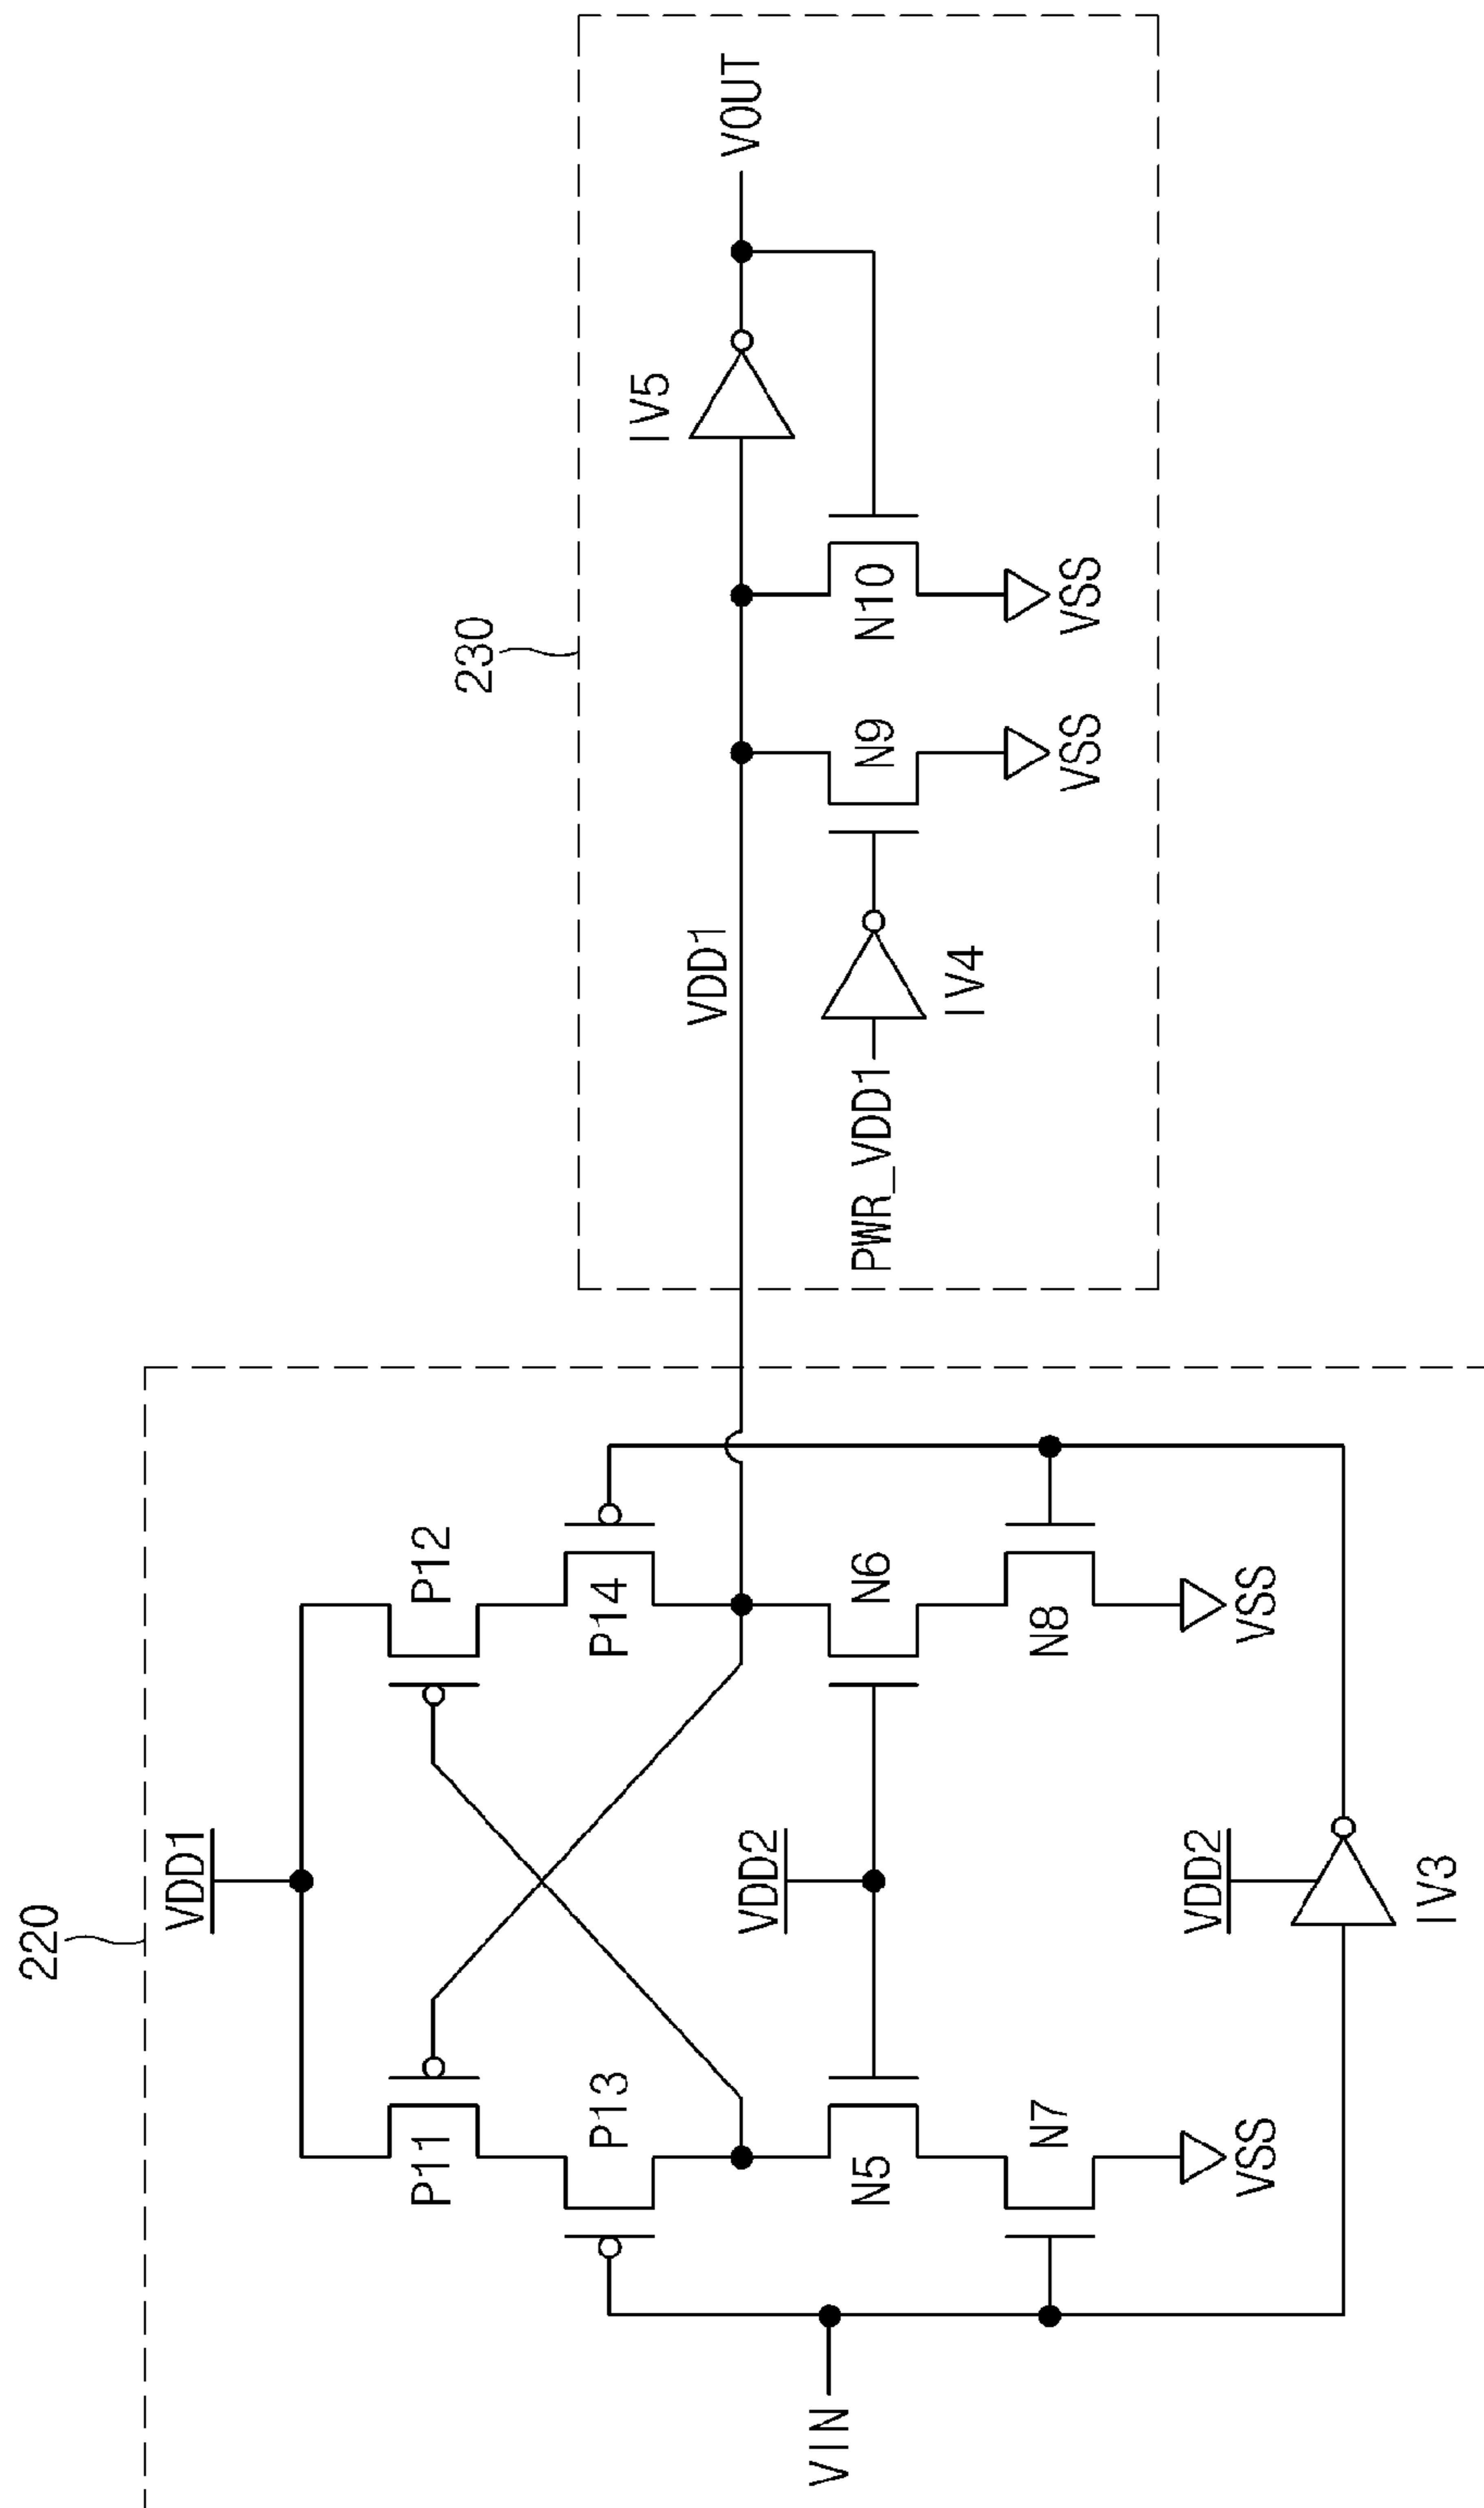 220
VDD1
P11
P12
P13
P14
VDD2
VIN
N5
N6
N7
N8
VSS
VSS
VDD2
IV3
230
IV5
VOUT
VDD1
N9
N10
PWR_VDD1
IV4
VSS
VSS